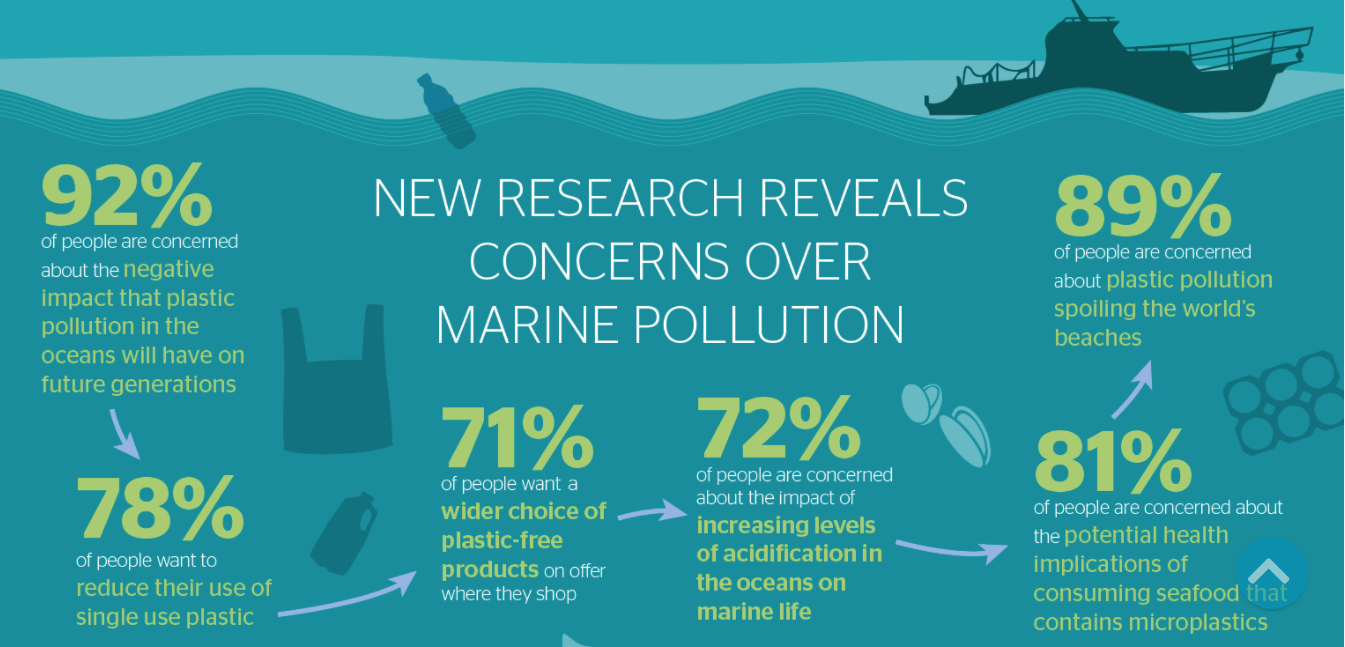 NEW RESEARCH REVEALS
CONCERNS OVER
MARINE POLLUTION
92%
of people are concerned
about the negative
impact that plastic
pollution in the
oceans will have on
future generations
78%
of people want to
reduce their use of
single use plastic
71%
of people want a
wider choice of
plastic-free
products on offer
where they shop
72%
of people are concerned
about the impact of
increasing levels
of acidification in
the oceans on
marine life
81%
of people are concerned about
the potential health
implications of
consuming seafood that
contains microplastics
89%
of people are concerned
about plastic pollution
spoiling the world's
beaches